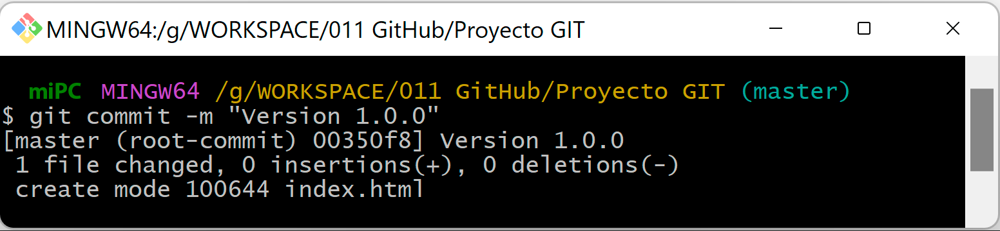 MINGW64:/g/WORKSPACE/011 GitHub/Proyecto GIT
miPC MINGW64 /g/WORKSPACE/011 GitHub/Proyecto GIT (master)
$ git commit -m "Version 1.0.0"
[master (root-commit) 00350f8] Version 1.0.0
 1 file changed, 0 insertions(+), 0 deletions(-)
 create mode 100644 index.html